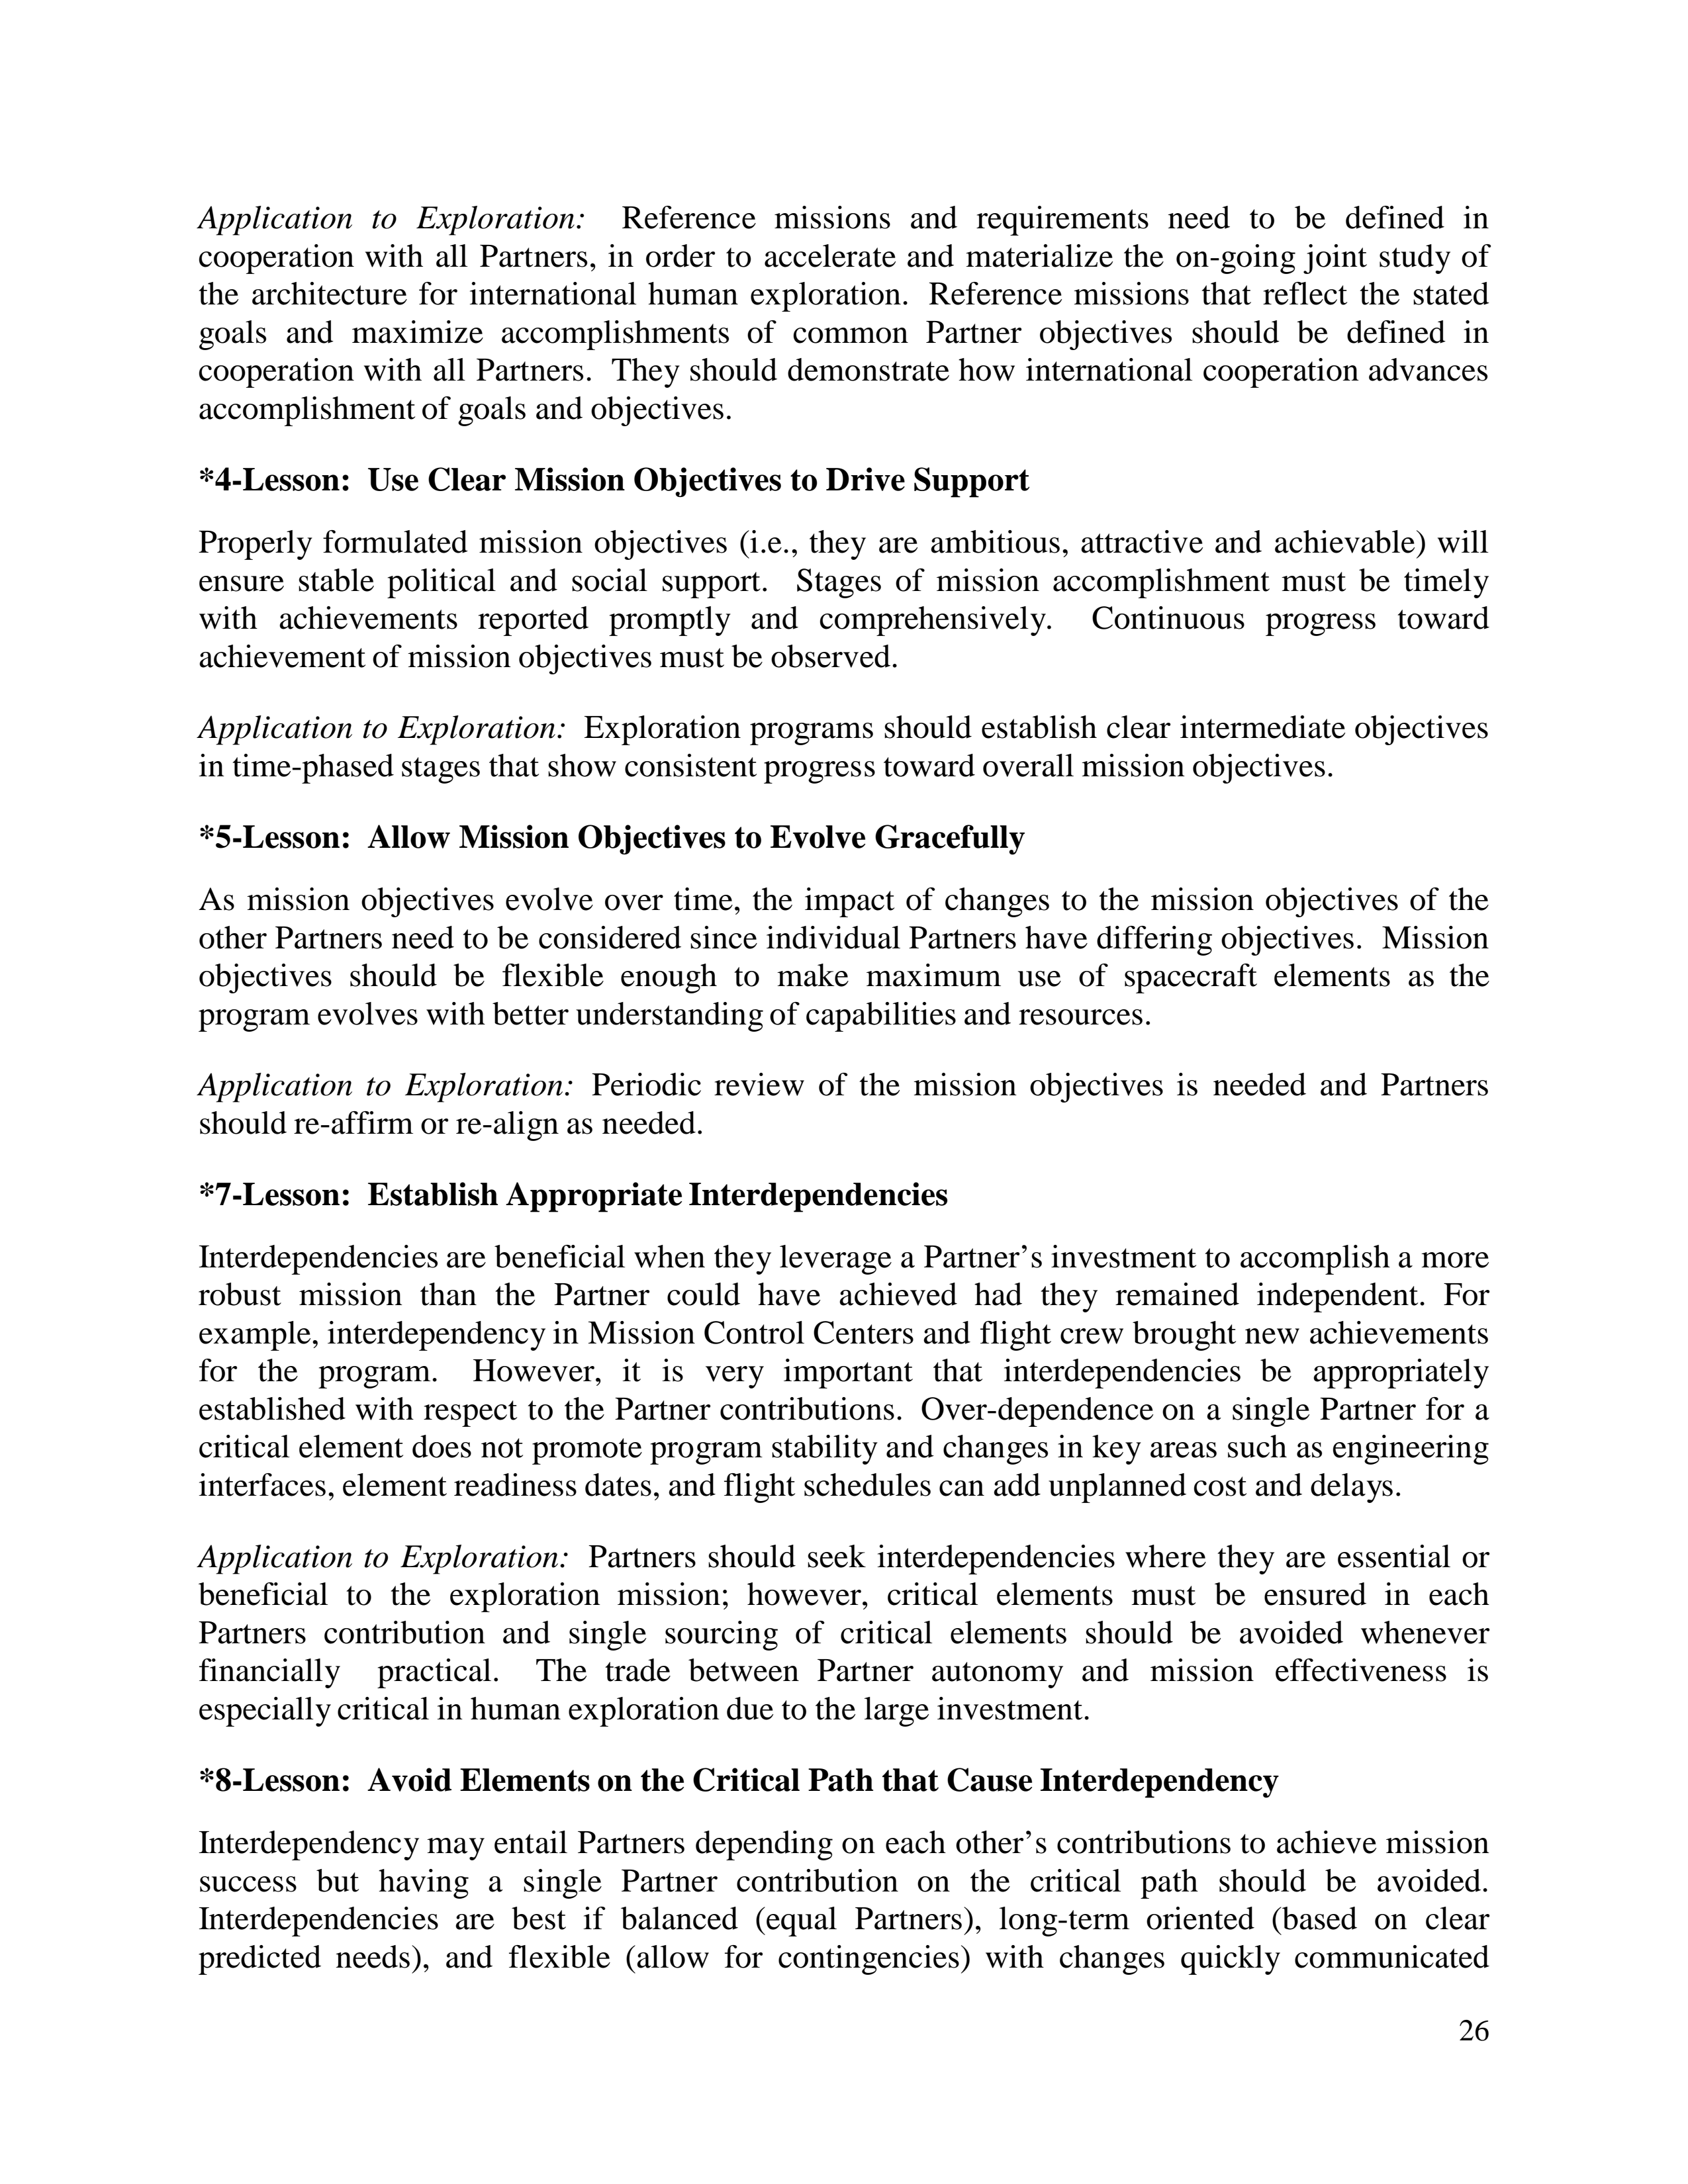 Application to Exploration: Reference missions and requirements need to be defined in
cooperation with all Partners, in order to accelerate and materialize the on-going joint study of
the architecture for international human exploration. Reference missions that reflect the stated
goals and maximize accomplishments of common Partner objectives should be defined in
cooperation with all Partners. They should demonstrate how international cooperation advances
accomplishment of goals and objectives.
*4-Lesson: Use Clear Mission Objectives to Drive Support
Properly formulated mission objectives (i.e., they are ambitious, attractive and achievable) will
ensure stable political and social support. Stages of mission accomplishment must be timely
with achievements reported promptly and comprehensively. Continuous progress toward
achievement of mission objectives must be observed.
Application to Exploration: Exploration programs should establish clear intermediate objectives
in time-phased stages that show consistent progress toward overall mission objectives.
*5-Lesson: Allow Mission Objectives to Evolve Gracefully
As mission objectives evolve over time, the impact of changes to the mission objectives of the
other Partners need to be considered since individual Partners have differing objectives. Mission
objectives should be flexible enough to make maximum use of spacecraft elements as the
program evolves with better understanding of capabilities and resources.
Application to Exploration: Periodic review of the mission objectives is needed and Partners
should re-affirm or re-align as needed.
*7-Lesson: Establish Appropriate Interdependencies
Interdependencies are beneficial when they leverage a Partner’s investment to accomplish a more
robust mission than the Partner could have achieved had they remained independent. For
example, interdependency in Mission Control Centers and flight crew brought new achievements
for the program. However, it is very important that interdependencies be appropriately
established with respect to the Partner contributions. Over-dependence on a single Partner for a
critical element does not promote program stability and changes in key areas such as engineering
interfaces, element readiness dates, and flight schedules can add unplanned cost and delays.
Application to Exploration: Partners should seek interdependencies where they are essential or
beneficial to the exploration mission; however, critical elements must be ensured in each
Partners contribution and single sourcing of critical elements should be avoided whenever
financially practical. The trade between Partner autonomy and mission effectiveness is
especially critical in human exploration due to the large investment.
*8-Lesson: Avoid Elements on the Critical Path that Cause Interdependency
Interdependency may entail Partners depending on each other’s contributions to achieve mission
success but having a single Partner contribution on the critical path should be avoided.
Interdependencies are best if balanced (equal Partners), long-term oriented (based on clear
predicted needs), and flexible (allow for contingencies) with changes quickly communicated
26